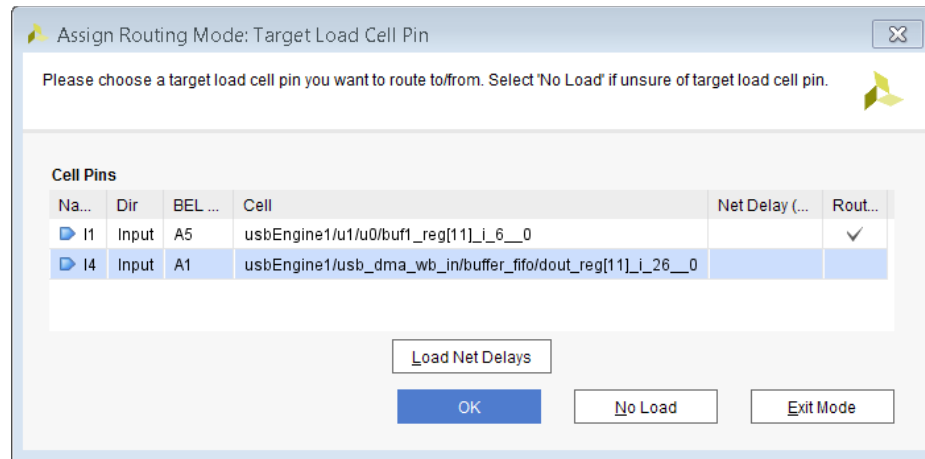 Assign Routing Mode: Target Load Cell Pin
Please choose a target load cell pin you want to route to/from. Select 'No Load' if unsure of target load cell pin.
Cell Pins
Na... Dir BEL ... Cell Net Delay (... Rout...
I1 Input A5 usbEngine1/u1/u0/buf1_reg[11]_i_6__0
I4 Input A1 usbEngine1/usb_dma_wb_in/buffer_fifo/dout_reg[11]_i_26__0
Load Net Delays
OK No Load Exit Mode